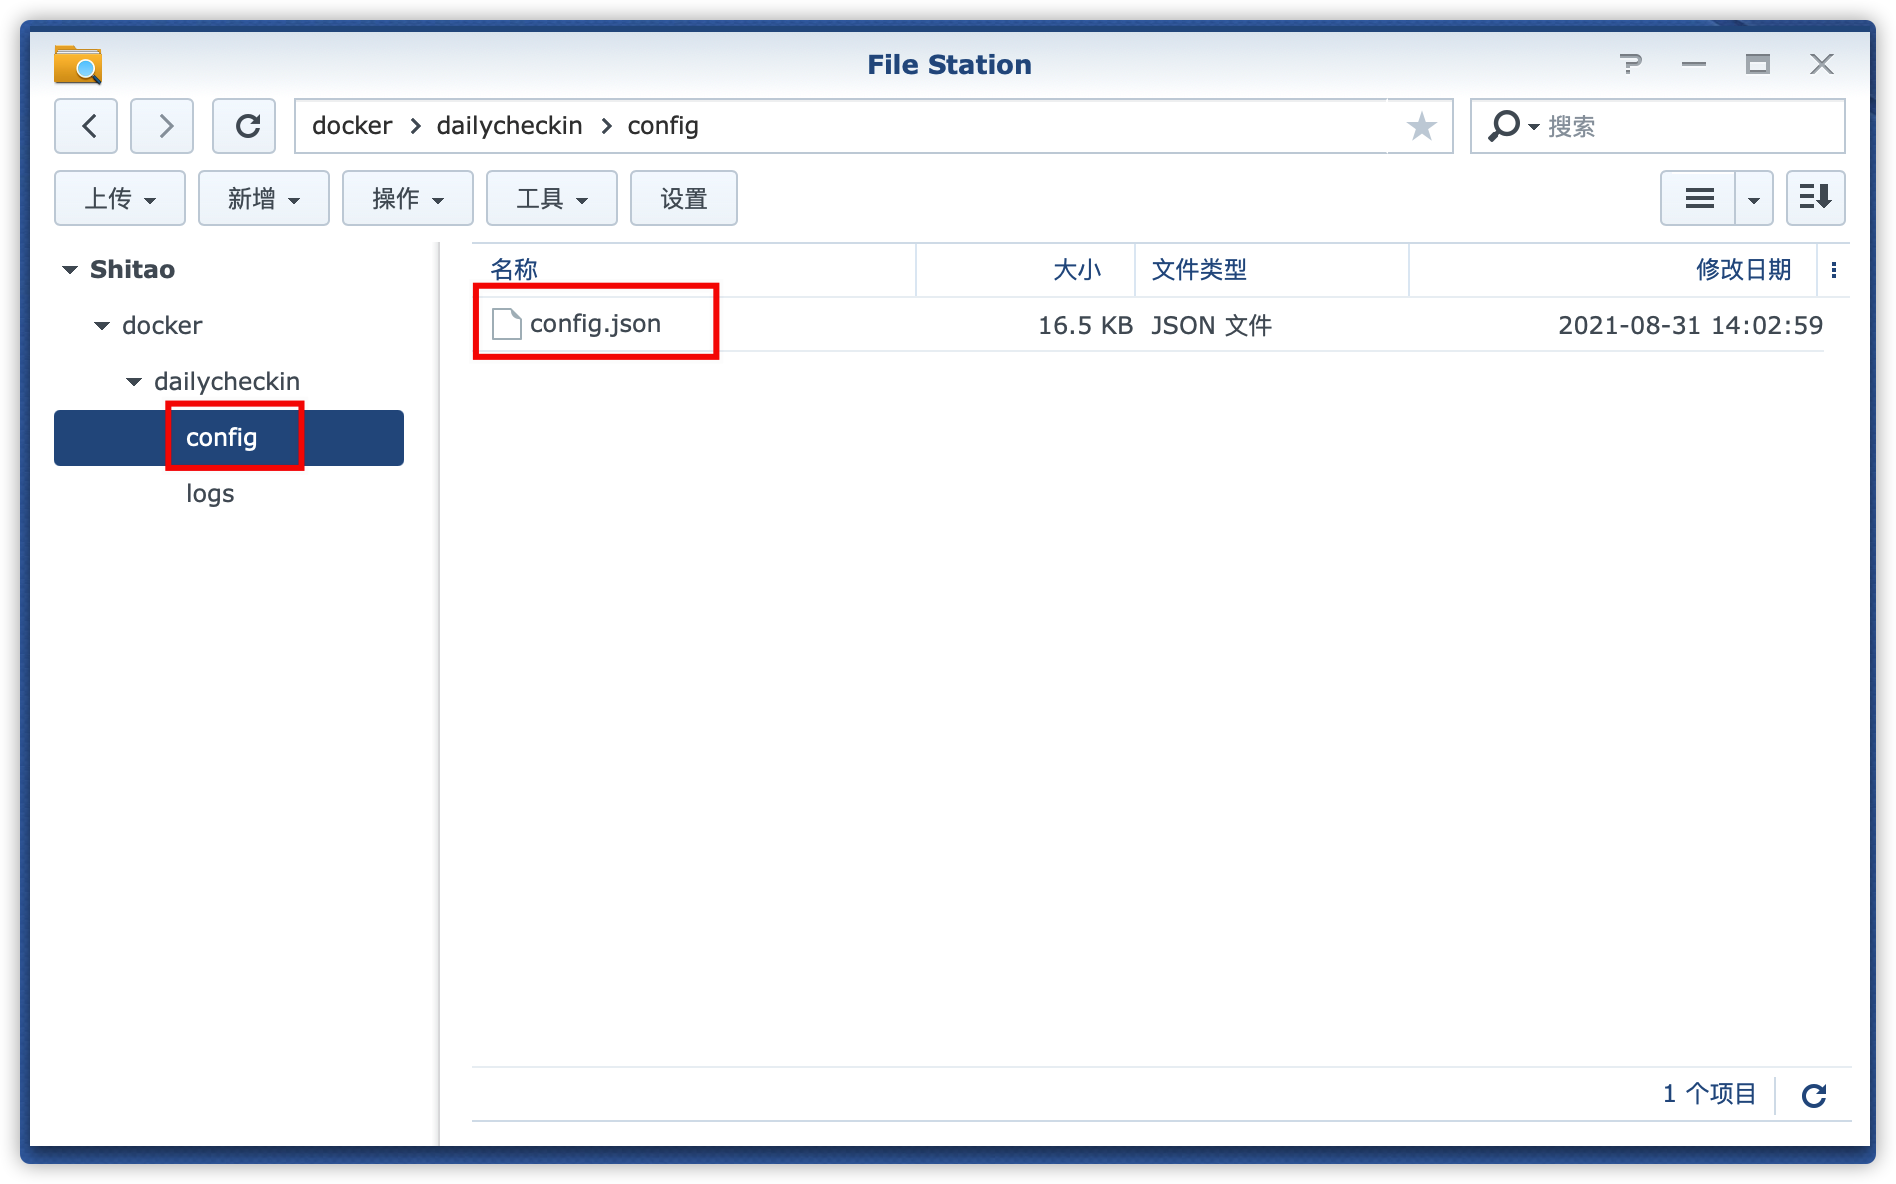 File Station
docker > dailycheckin > config
搜索
上传 新增 操作 工具 设置
Shitao
docker
dailycheckin
config
logs
名称 大小 文件类型 修改日期
config.json 16.5 KB JSON 文件 2021-08-31 14:02:59
1 个项目